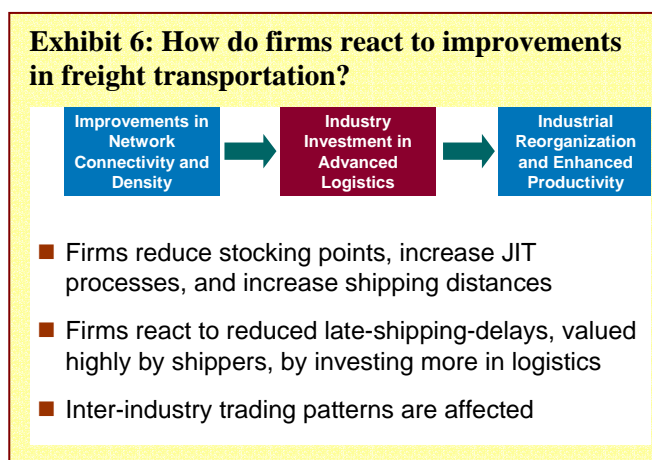 Exhibit 6: How do firms react to improvements
in freight transportation?
Improvements in
Network
Connectivity and
Density
Industry
Investment in
Advanced
Logistics
Industrial
Reorganization
and Enhanced
Productivity
Firms reduce stocking points, increase JIT
processes, and increase shipping distances
Firms react to reduced late-shipping-delays, valued
highly by shippers, by investing more in logistics
Inter-industry trading patterns are affected